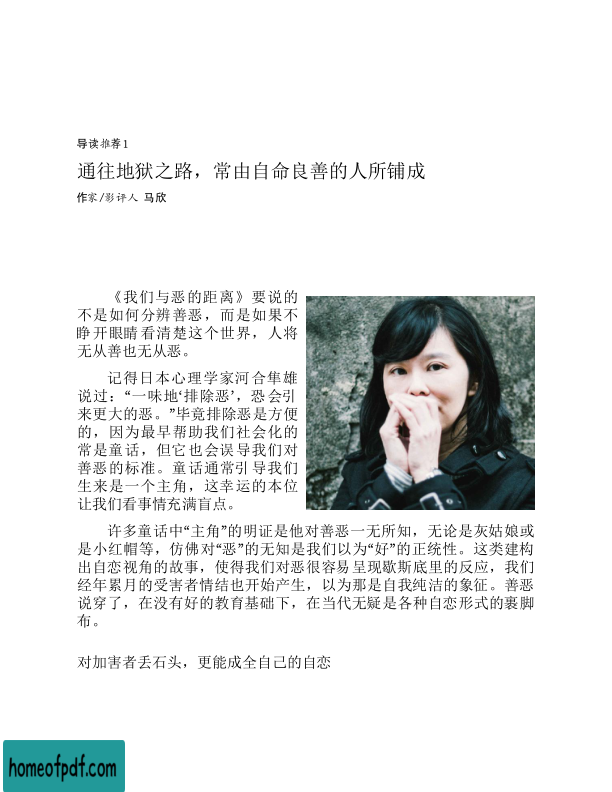 导读推荐1
通往地狱之路，常由自命良善的人所铺成
作家/影评人 马欣
《我们与恶的距离》要说的
不是如何分辨善恶，而是如果不
睁开眼睛看清楚这个世界，人将
无从善也无从恶。
记得日本心理学家河合隼雄
说过：“一味地‘排除恶’，恐会引
来更大的恶。”毕竟排除恶是方便
的，因为最早帮助我们社会化的
常是童话，但它也会误导我们对
善恶的标准。童话通常引导我们
生来是一个主角，这幸运的本位
让我们看事情充满盲点。
许多童话中“主角”的明证是他对善恶一无所知，无论是灰姑娘或
是小红帽等，仿佛对“恶”的无知是我们以为“好”的正统性。这类建构
出自恋视角的故事，使得我们对恶很容易呈现歇斯底里的反应，我们
经年累月的受害者情结也开始产生，以为那是自我纯洁的象征。善恶
说穿了，在没有好的教育基础下，在当代无疑是各种自恋形式的裹脚
布。
对加害者丢石头，更能成全自己的自恋
homeofpdf.com